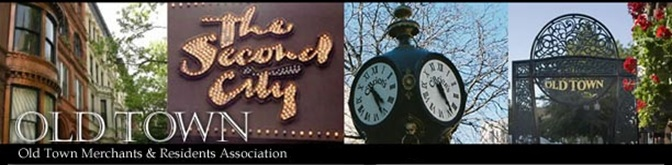 The
Second
City
OLD TOWN
OLD TOWN
Old Town Merchants & Residents Association